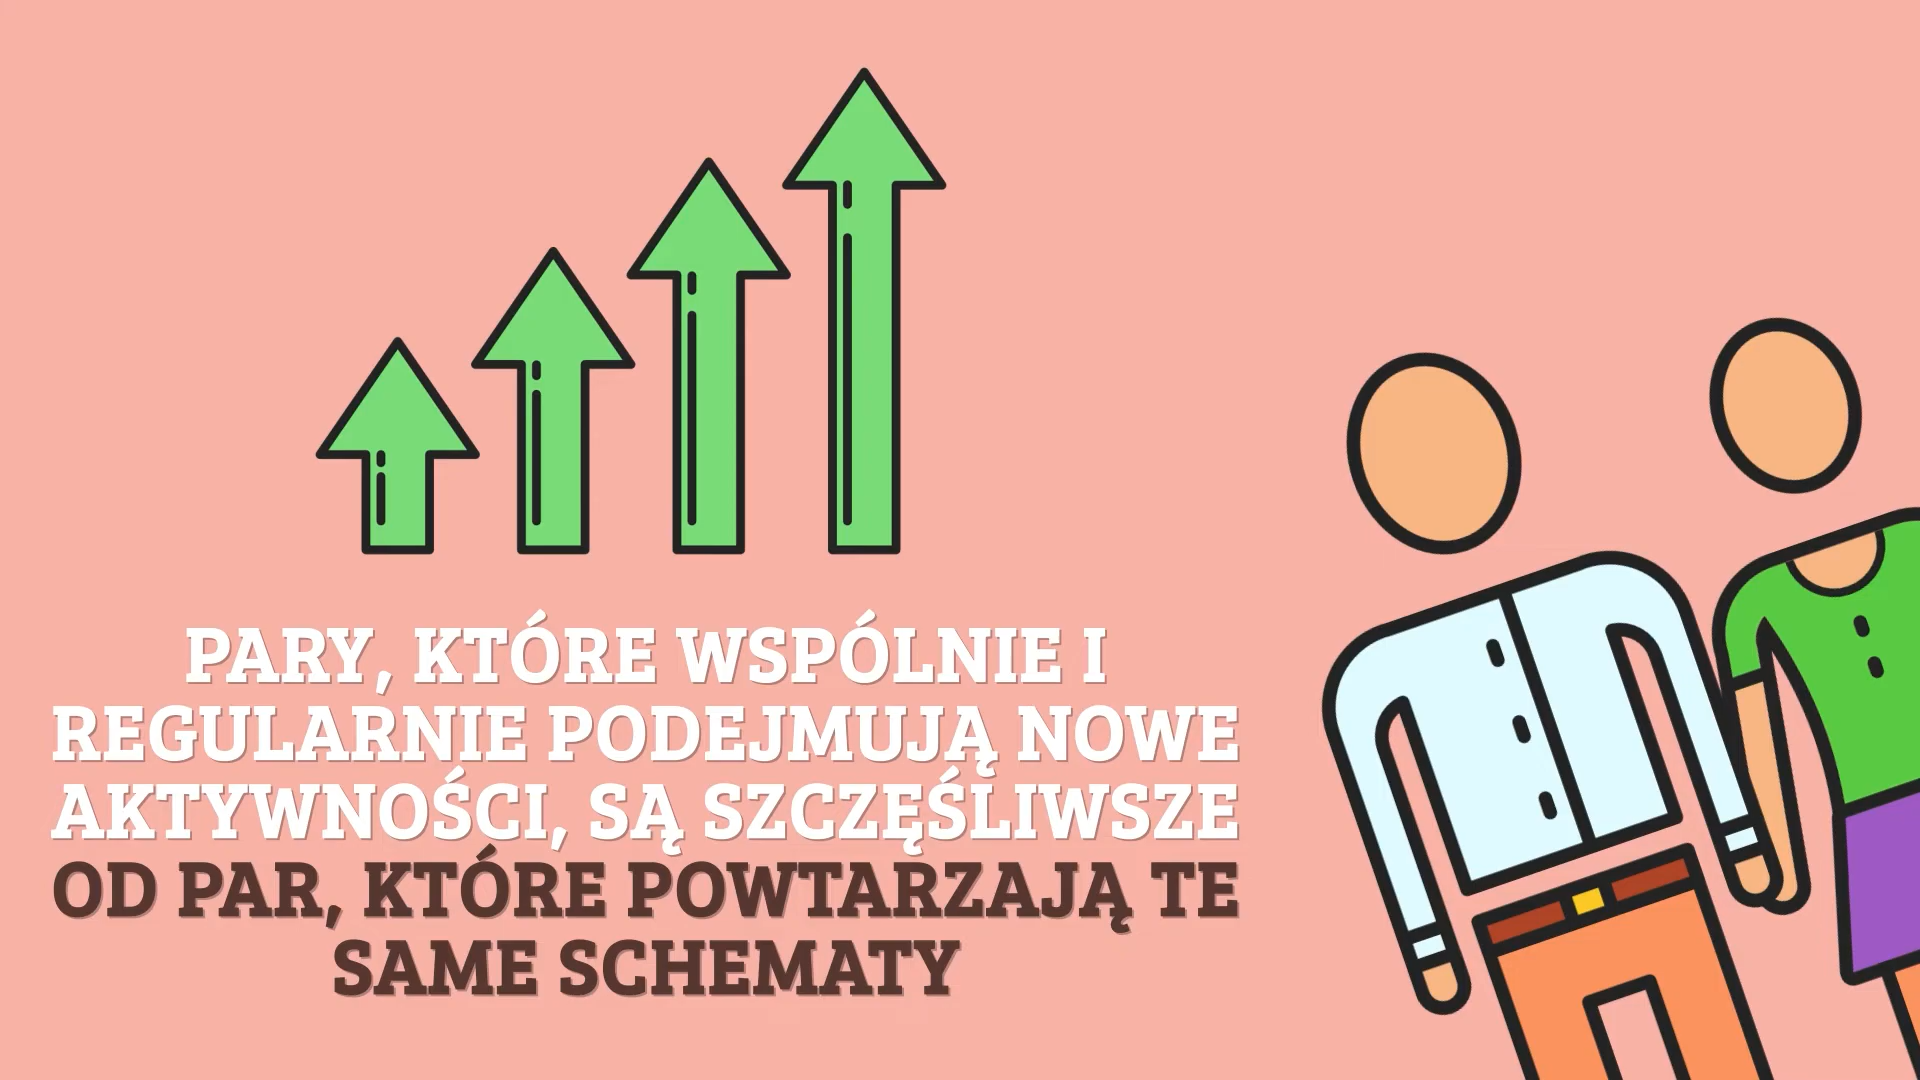 PARY, KTÓRE WSPÓLNIE I
REGULARNIE PODEJMUJĄ NOWE
AKTYWNOŚCI, SĄ SZCZĘŚLIWSZE
OD PAR, KTÓRE POWTARZAJĄ TE
SAME SCHEMATY